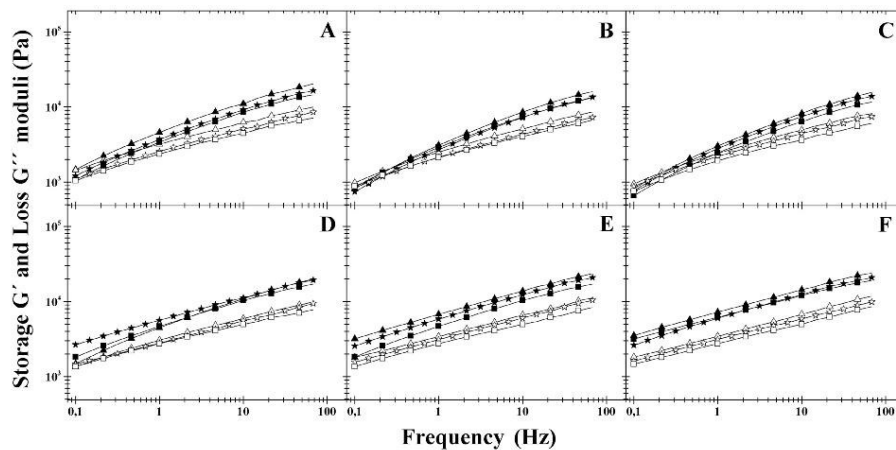 A
B
C
10⁵
10⁴
10³
D
E
F
10⁵
10⁴
10³
0,1 1 10 100 0,1 1 10 100 0,1 1 10 100
Storage G´ and Loss G´´ moduli (Pa)
Frequency (Hz)